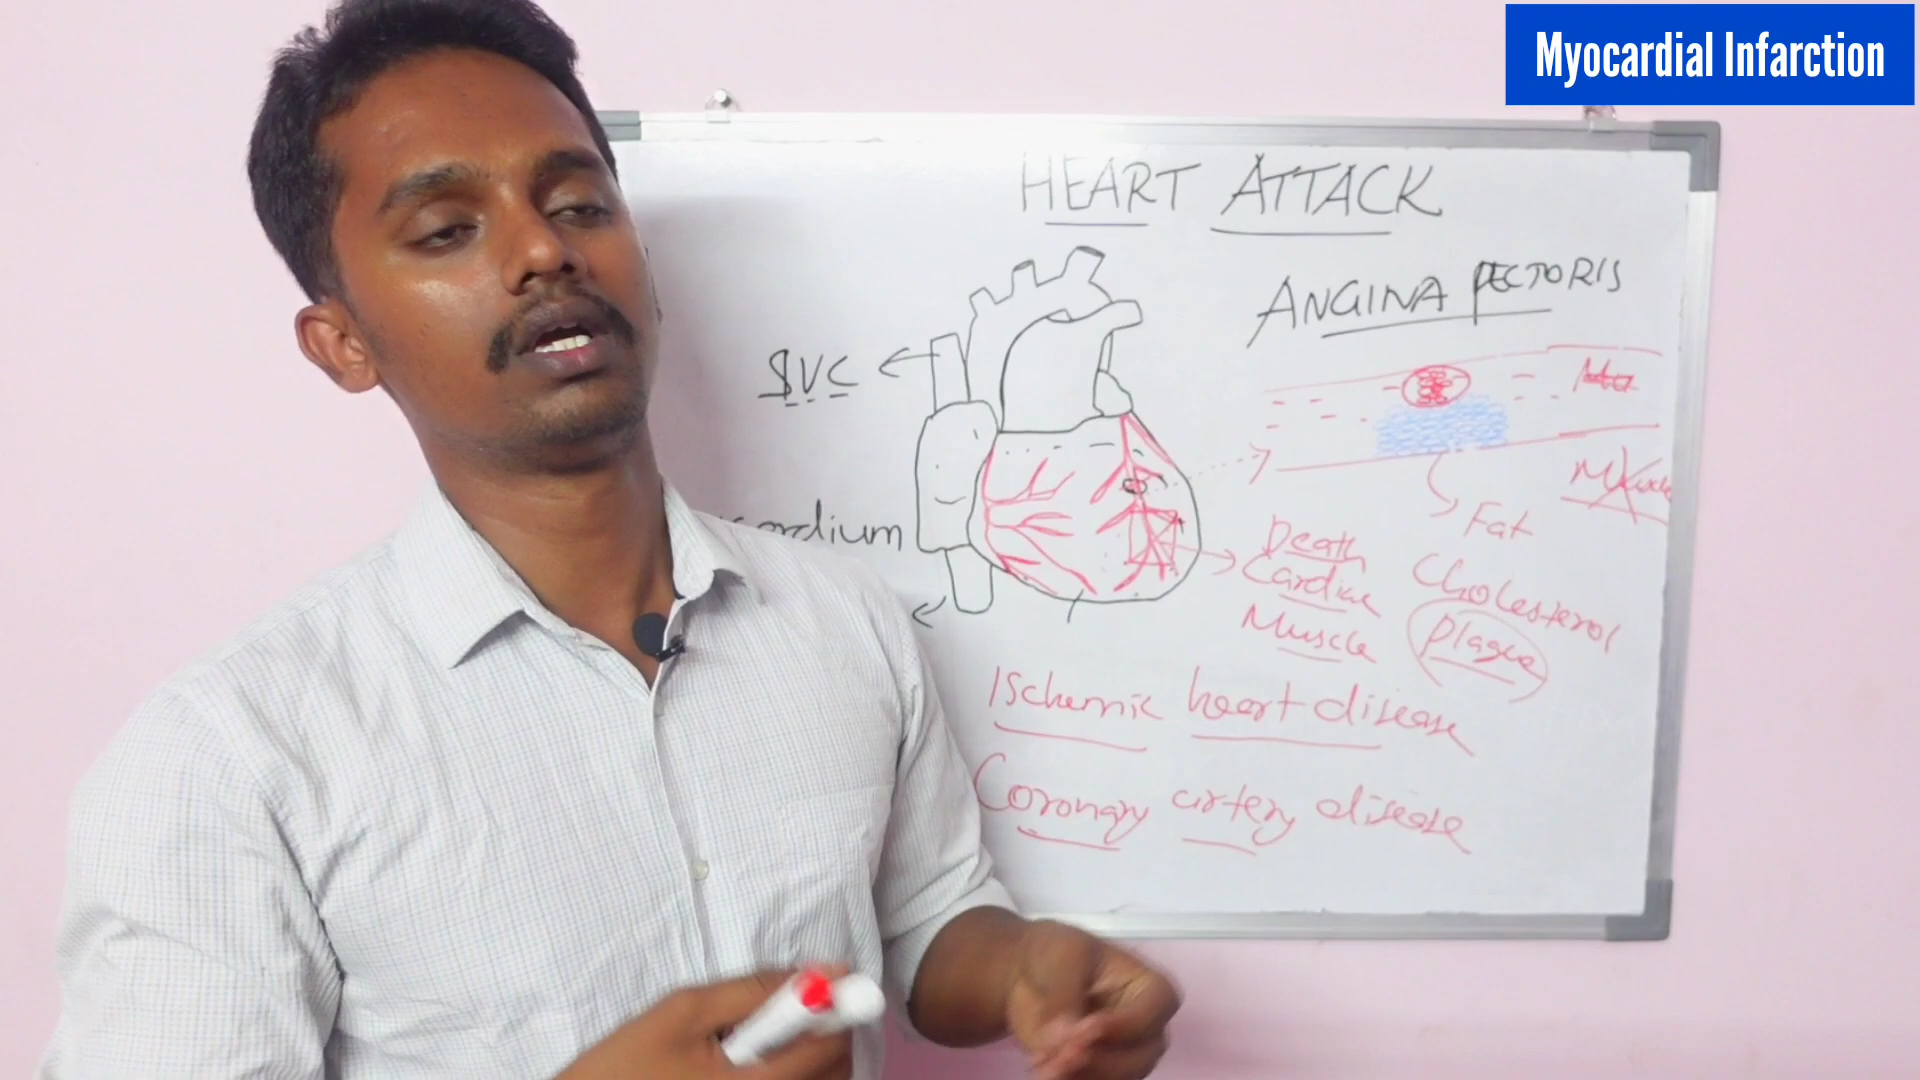 Myocardial Infarction
HEART ATTACK
ANGINA PECTORIS
SVC
ordium
Death
Cardiac
Muscle
Fat
Cholesterol
Plaque
Ischemic heart disease
Coronary artery disease